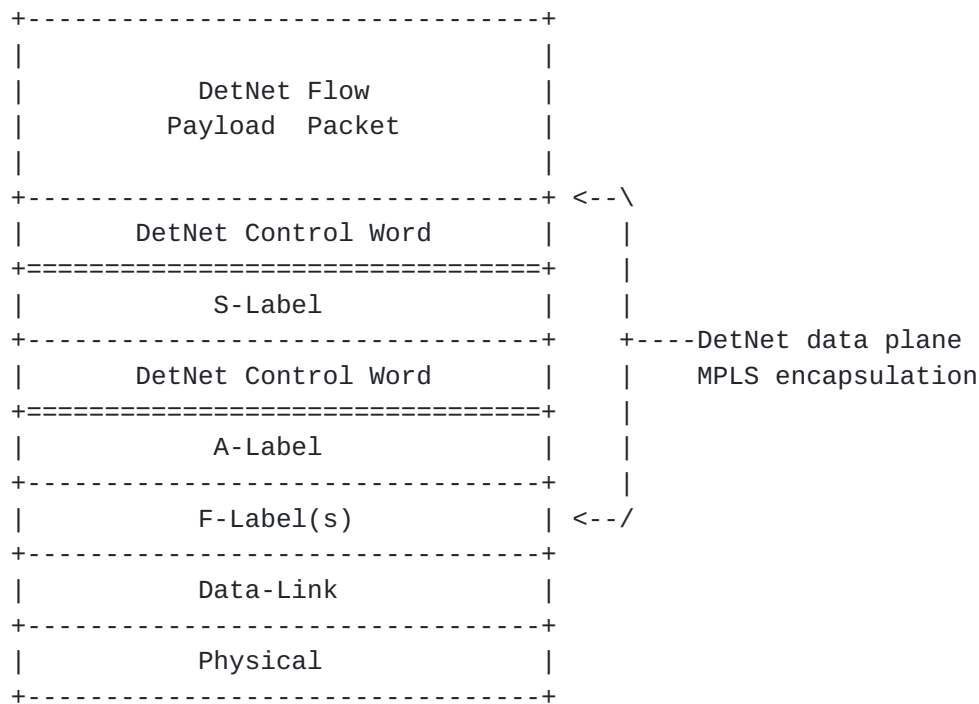 +---------------------------------+
|                                 |
|           DetNet Flow           |
|         Payload  Packet         |
|                                 |
+---------------------------------+ <--\
|       DetNet Control Word       |    |
+=================================+    |
|            S-Label              |    |
+---------------------------------+    +----DetNet data plane
|       DetNet Control Word       |    |    MPLS encapsulation
+=================================+    |
|            A-Label              |    |
+---------------------------------+    |
|           F-Label(s)            | <--/
+---------------------------------+
|           Data-Link             |
+---------------------------------+
|           Physical              |
+---------------------------------+